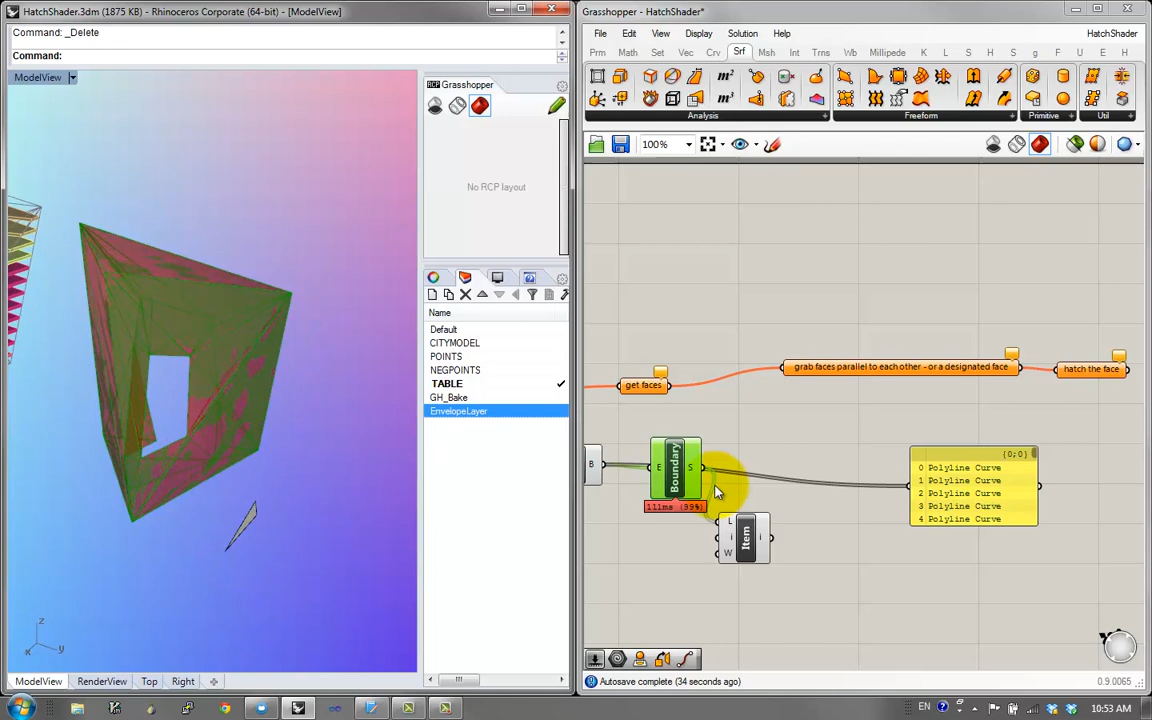 HatchShader.3dm (1875 KB) - Rhinoceros Corporate (64-bit) - [ModelView]
Command: _Delete
Command:
ModelView
RCP Grasshopper
No RCP layout
Name
Default
CITYMODEL
POINTS
NEGPOINTS
TABLE
GH_Bake
EnvelopeLayer
z
y
x
ModelView RenderView Top Right
Grasshopper - HatchShader*
File Edit View Display Solution Help HatchShader
Prm Math Set Vec Crv Srf Msh Int Trns Wb Millipede K L S H S g F U E H
m²
m³
Analysis Freeform Primitive Util
100%
get faces
grab faces parallel to each other - or a designated face
hatch the face
B
E Boundary S
111ms (99%)
L
i Item i
W
{0;0}
0 Polyline Curve
1 Polyline Curve
2 Polyline Curve
3 Polyline Curve
4 Polyline Curve
Autosave complete (34 seconds ago)
0.9.0065
EN
10:53 AM